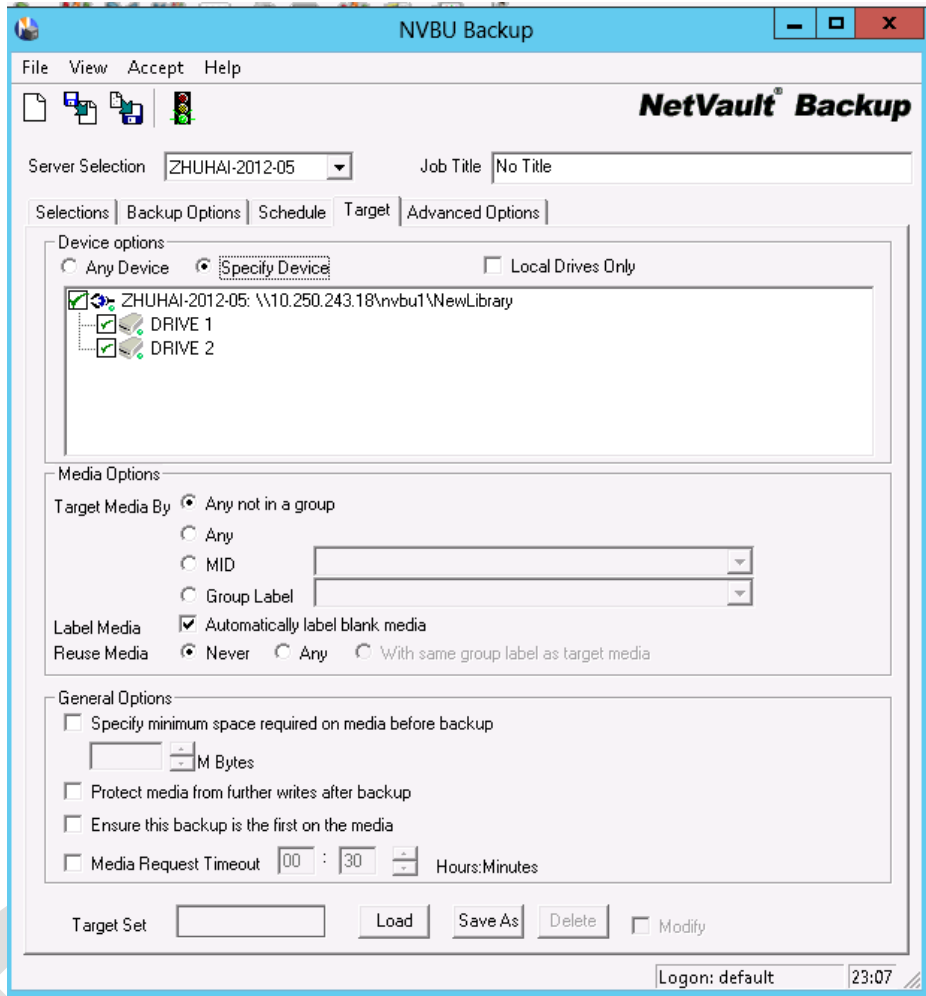 NVBU Backup
File View Accept Help
NetVault® Backup
Server Selection ZHUHAI-2012-05 Job Title No Title
Selections Backup Options Schedule Target Advanced Options
Device options
Any Device Specify Device Local Drives Only
ZHUHAI-2012-05: \\10.250.243.18\nvbu1\NewLibrary
DRIVE 1
DRIVE 2
Media Options
Target Media By Any not in a group
Any
MID
Group Label
Label Media Automatically label blank media
Reuse Media Never Any With same group label as target media
General Options
Specify minimum space required on media before backup
M Bytes
Protect media from further writes after backup
Ensure this backup is the first on the media
Media Request Timeout 00 : 30 Hours:Minutes
Target Set Load Save As Delete Modify
Logon: default 23:07